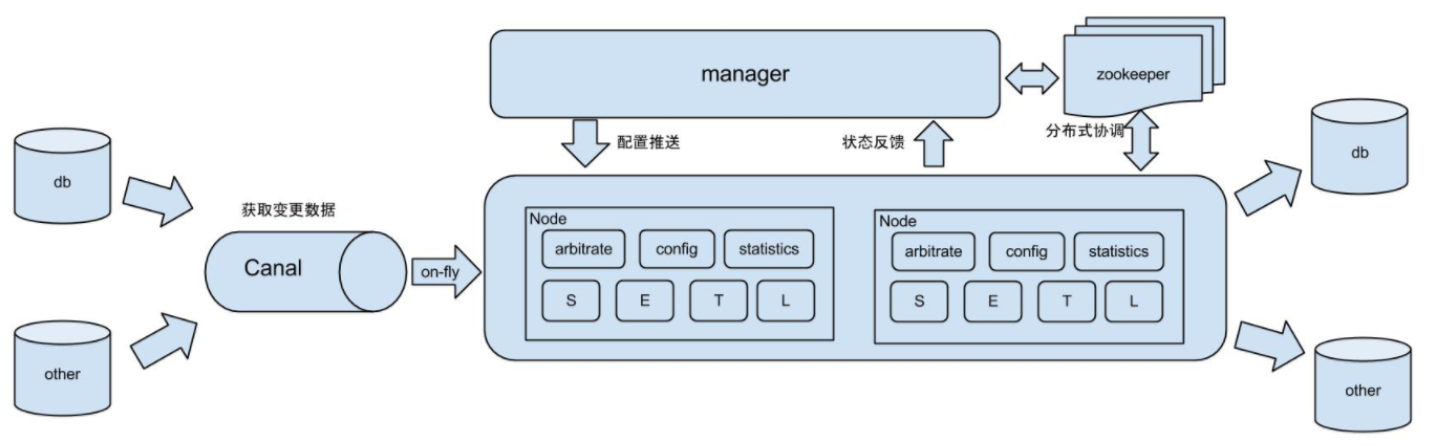 manager
zookeeper
配置推送
状态反馈
分布式协调
db
获取变更数据
Canal
on-fly
other
Node
arbitrate
config
statistics
S
E
T
L
Node
arbitrate
config
statistics
S
E
T
L
db
other